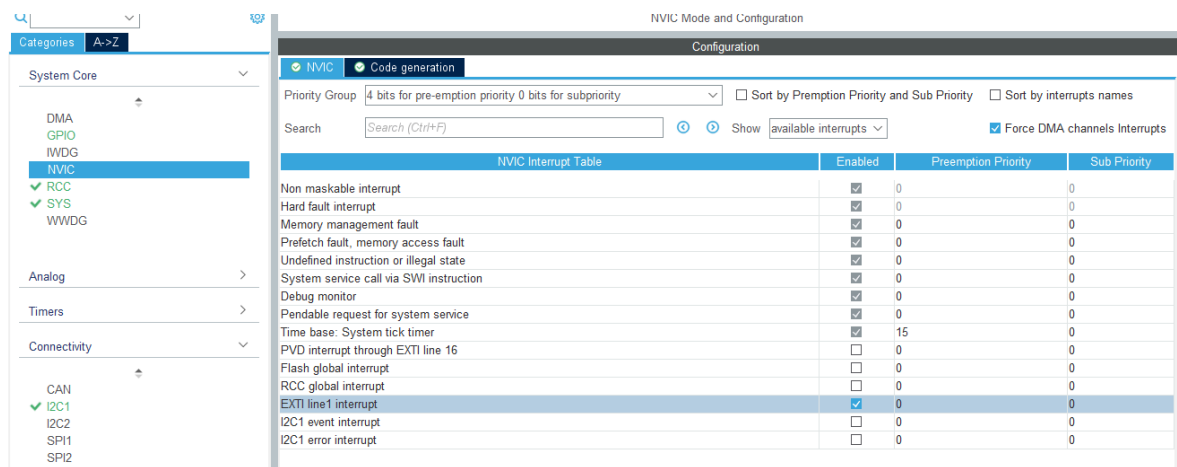 NVIC Mode and Configuration
Categories A->Z
Configuration
System Core
DMA
GPIO
IWDG
NVIC
RCC
SYS
WWDG
Analog
Timers
Connectivity
CAN
I2C1
I2C2
SPI1
SPI2
NVIC Code generation
Priority Group 4 bits for pre-emption priority 0 bits for subpriority Sort by Premption Priority and Sub Priority Sort by interrupts names
Search Search (Ctrl+F) Show available interrupts Force DMA channels Interrupts
NVIC Interrupt Table Enabled Preemption Priority Sub Priority
Non maskable interrupt 0 0
Hard fault interrupt 0 0
Memory management fault 0 0
Prefetch fault, memory access fault 0 0
Undefined instruction or illegal state 0 0
System service call via SWI instruction 0 0
Debug monitor 0 0
Pendable request for system service 0 0
Time base: System tick timer 15 0
PVD interrupt through EXTI line 16 0 0
Flash global interrupt 0 0
RCC global interrupt 0 0
EXTI line1 interrupt 0 0
I2C1 event interrupt 0 0
I2C1 error interrupt 0 0